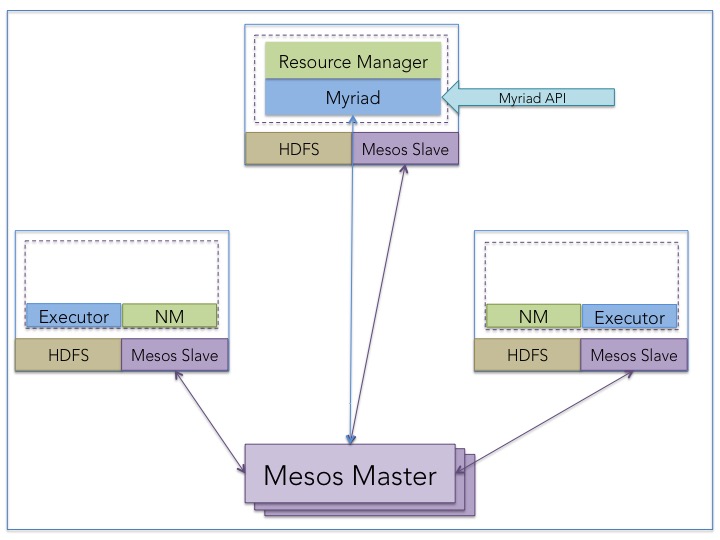 Resource Manager
Myriad
Myriad API
HDFS
Mesos Slave
Executor
NM
HDFS
Mesos Slave
NM
Executor
HDFS
Mesos Slave
Mesos Master